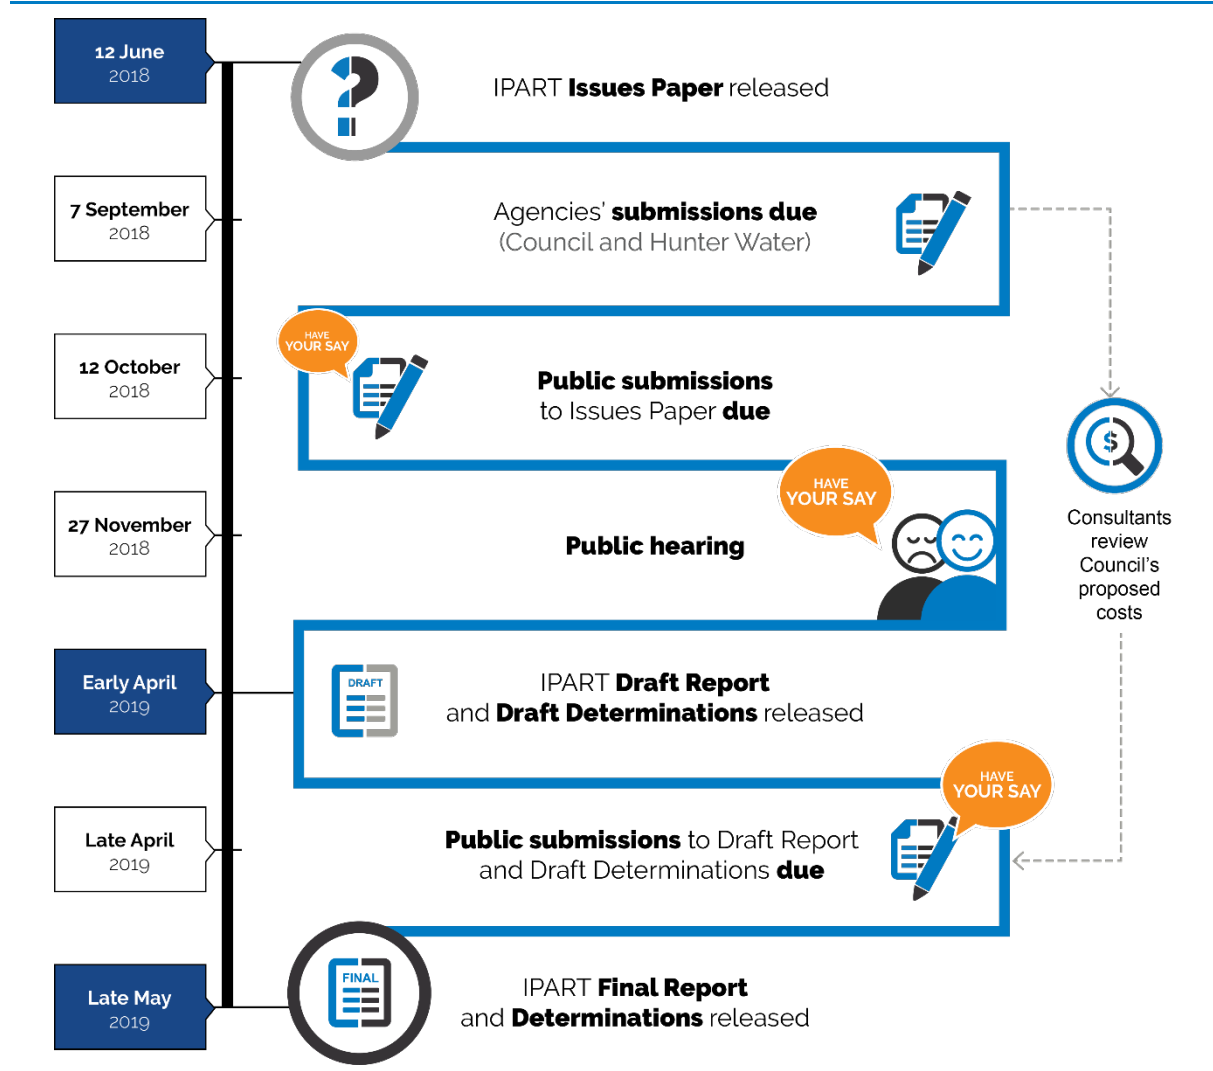 12 June
2018
IPART Issues Paper released
7 September
2018
Agencies' submissions due
(Council and Hunter Water)
12 October
2018
HAVE
YOUR SAY
Public submissions
to Issues Paper due
$
Consultants
review
Council's
proposed
costs
27 November
2018
Public hearing
HAVE
YOUR SAY
Early April
2019
DRAFT
IPART Draft Report
and Draft Determinations released
Late April
2019
Public submissions to Draft Report
and Draft Determinations due
HAVE
YOUR SAY
Late May
2019
FINAL
IPART Final Report
and Determinations released